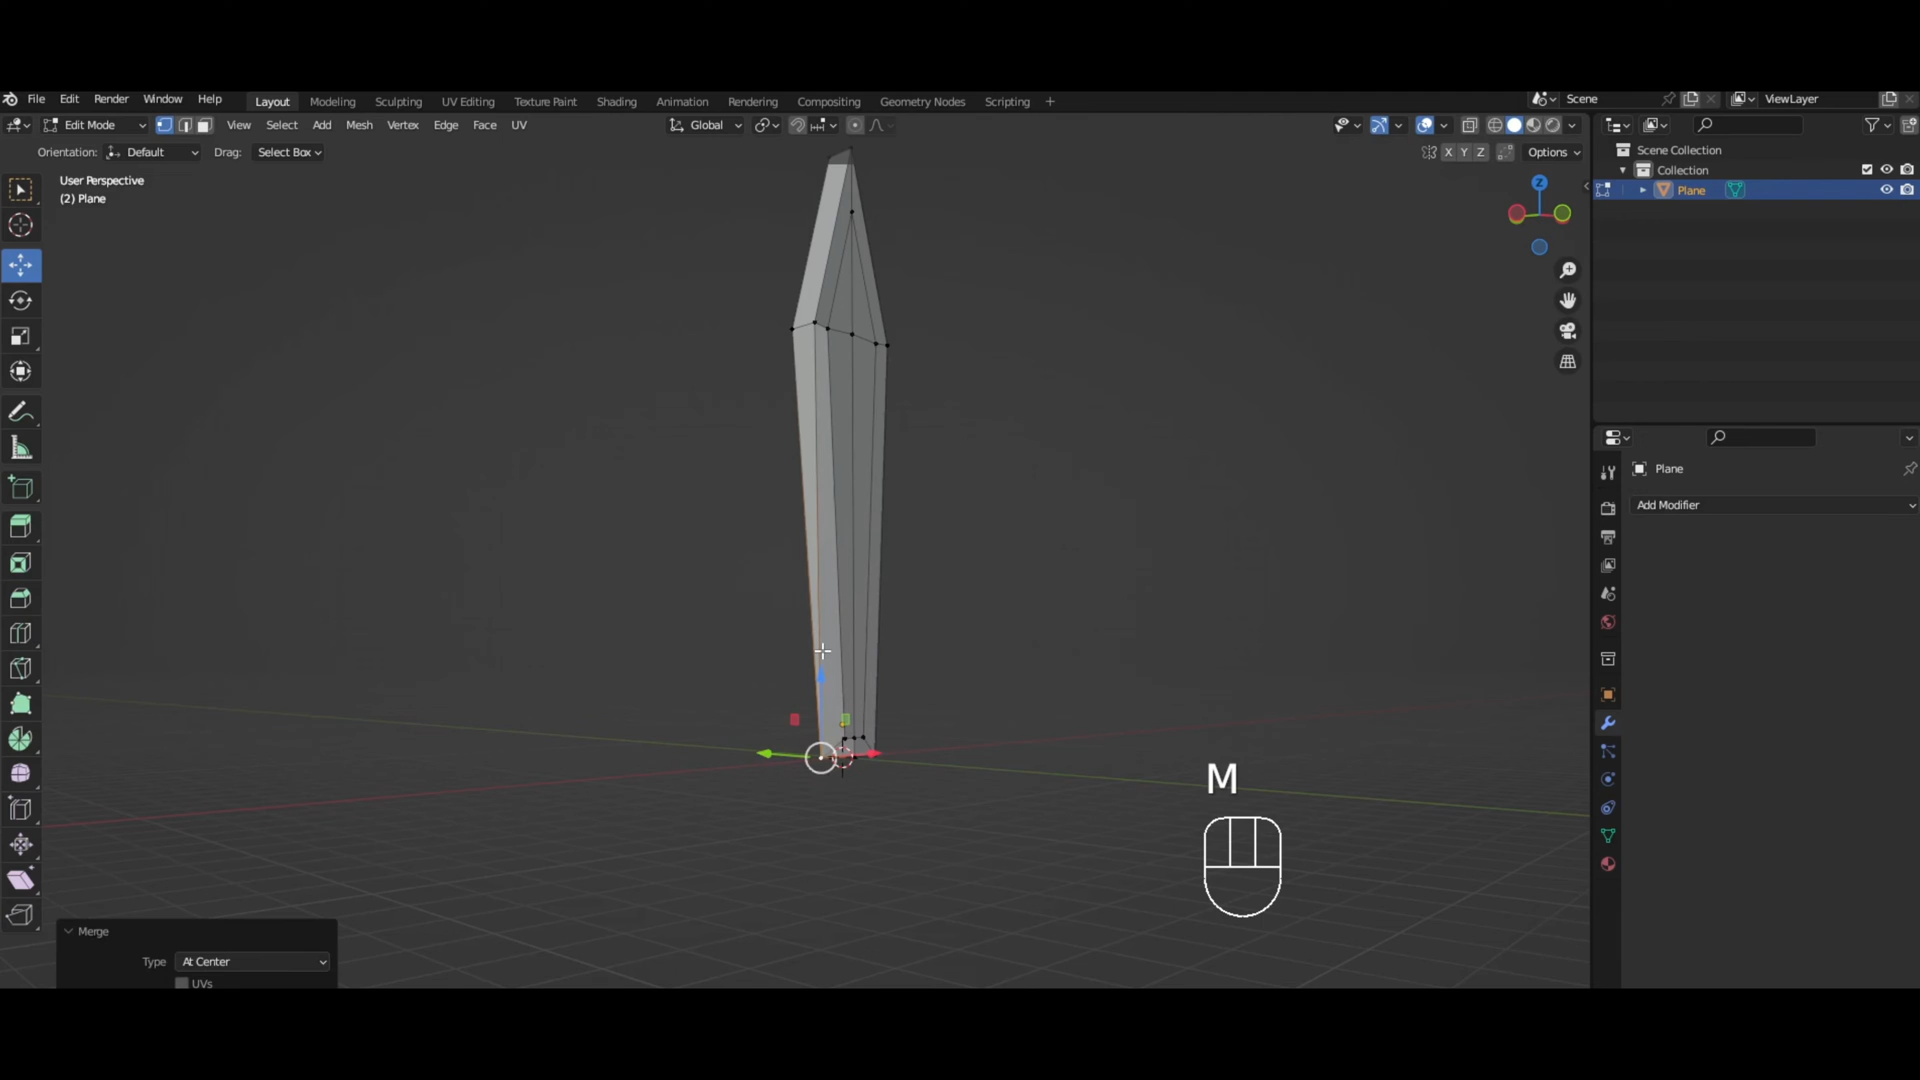 File Edit Render Window Help Layout Modeling Sculpting UV Editing Texture Paint Shading Animation Rendering Compositing Geometry Nodes Scripting + Scene ViewLayer
Edit Mode View Select Add Mesh Vertex Edge Face UV Global
Orientation: Default Drag: Select Box X Y Z Options
Scene Collection
Collection
Plane
User Perspective
(2) Plane
Z
Plane
Add Modifier
M
Merge
Type At Center
UVs